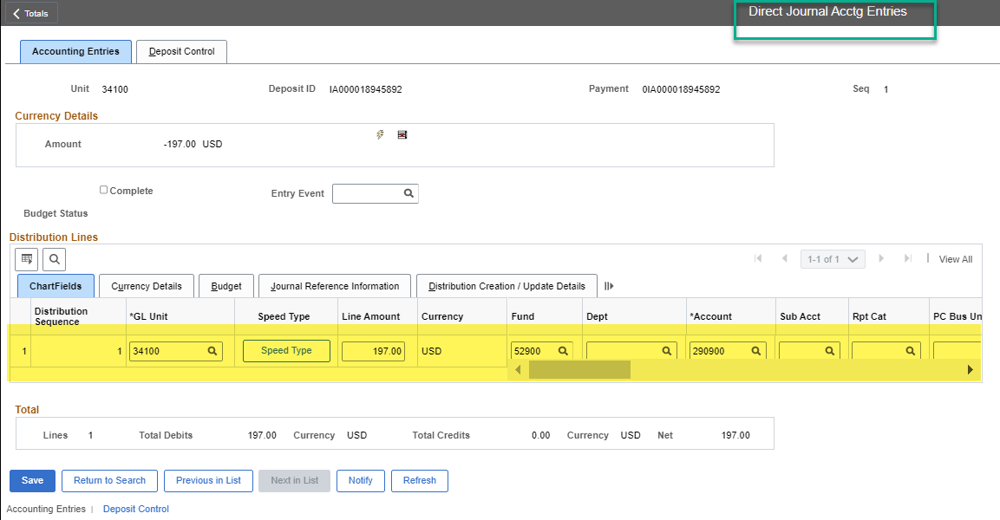 Totals
Direct Journal Acctg Entries
Accounting Entries Deposit Control
Unit 34100 Deposit ID IA000018945892 Payment 0IA000018945892 Seq 1
Currency Details
Amount -197.00 USD
Complete Entry Event
Budget Status
Distribution Lines
1-1 of 1 View All
ChartFields Currency Details Budget Journal Reference Information Distribution Creation / Update Details
Distribution Sequence *GL Unit Speed Type Line Amount Currency Fund Dept *Account Sub Acct Rpt Cat PC Bus Un
1 1 34100 Speed Type 197.00 USD 52900 290900
Total
Lines 1 Total Debits 197.00 Currency USD Total Credits 0.00 Currency USD Net 197.00
Save Return to Search Previous in List Next in List Notify Refresh
Accounting Entries | Deposit Control